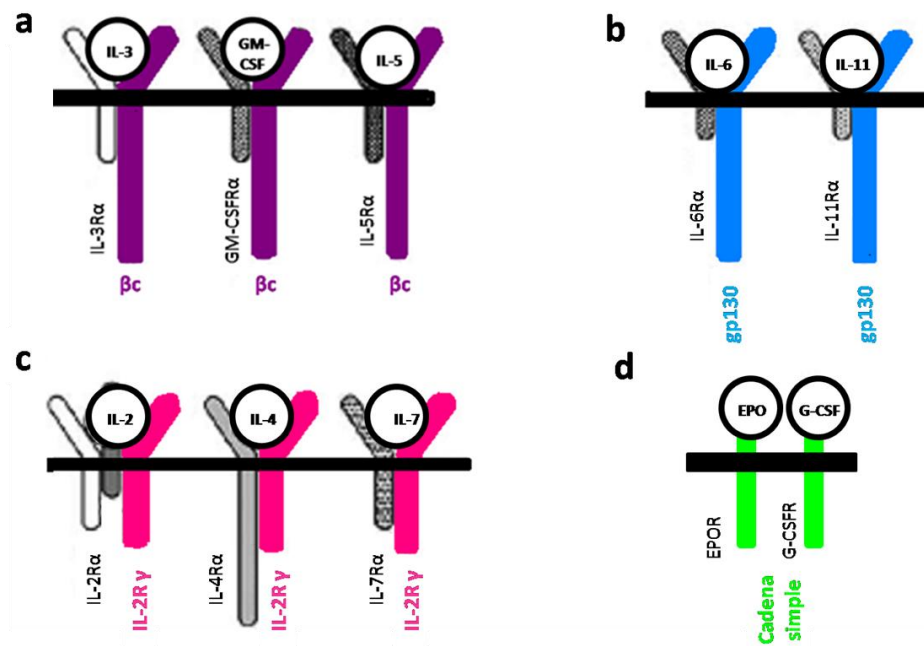 a
IL-3
GM-
CSF
IL-5
IL-3Rα
GM-CSFRα
IL-5Rα
βc
βc
βc
b
IL-6
IL-11
IL-6Rα
IL-11Rα
gp130
gp130
c
IL-2
IL-4
IL-7
IL-2Rα
IL-4Rα
IL-7Rα
IL-2R γ
IL-2R γ
IL-2R γ
d
EPO
G-CSF
EPOR
G-CSFR
Cadena
simple